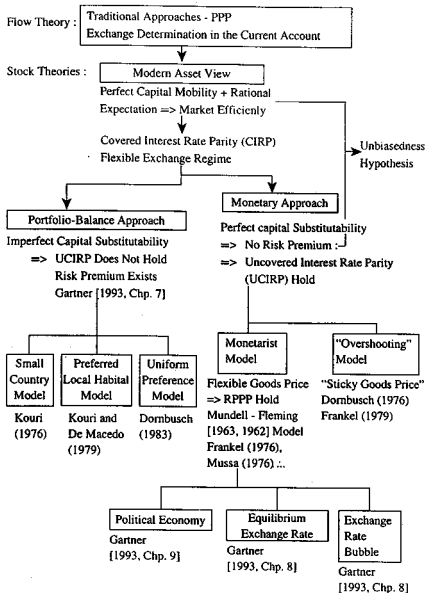 Flow Theory :
Traditional Approaches - PPP
Exchange Determination in the Current Account
Stock Theories :
Modern Asset View
Perfect Capital Mobility + Rational
Expectation => Market Efficienly
Unbiasedness
Hypothesis
Covered Interest Rate Parity (CIRP)
Flexible Exchange Regime
Portfolio-Balance Approach
Imperfect Capital Substitutability
=> UCIRP Does Not Hold
Risk Premium Exists
Gartner [1993, Chp. 7]
Monetary Approach
Perfect capital Substitutability
=> No Risk Premium :
=> Uncovered Interest Rate Parity
(UCIRP) Hold
Small
Country
Model
Kouri
(1976)
Preferred
Local Habital
Model
Kouri and
De Macedo
(1979)
Uniform
Preference
Model
Dornbusch
(1983)
Monetarist
Model
Flexible Goods Price
=> RPPP Hold
Mundell - Fleming
[1963, 1962] Model
Frankel (1976),
Mussa (1976) ...
"Overshooting"
Model
"Sticky Goods Price"
Dornbusch (1976)
Frankel (1979)
Political Economy
Gartner
[1993, Chp. 9]
Equilibrium
Exchange Rate
Gartner
[1993, Chp. 8]
Exchange
Rate
Bubble
Gartner
[1993, Chp. 8]